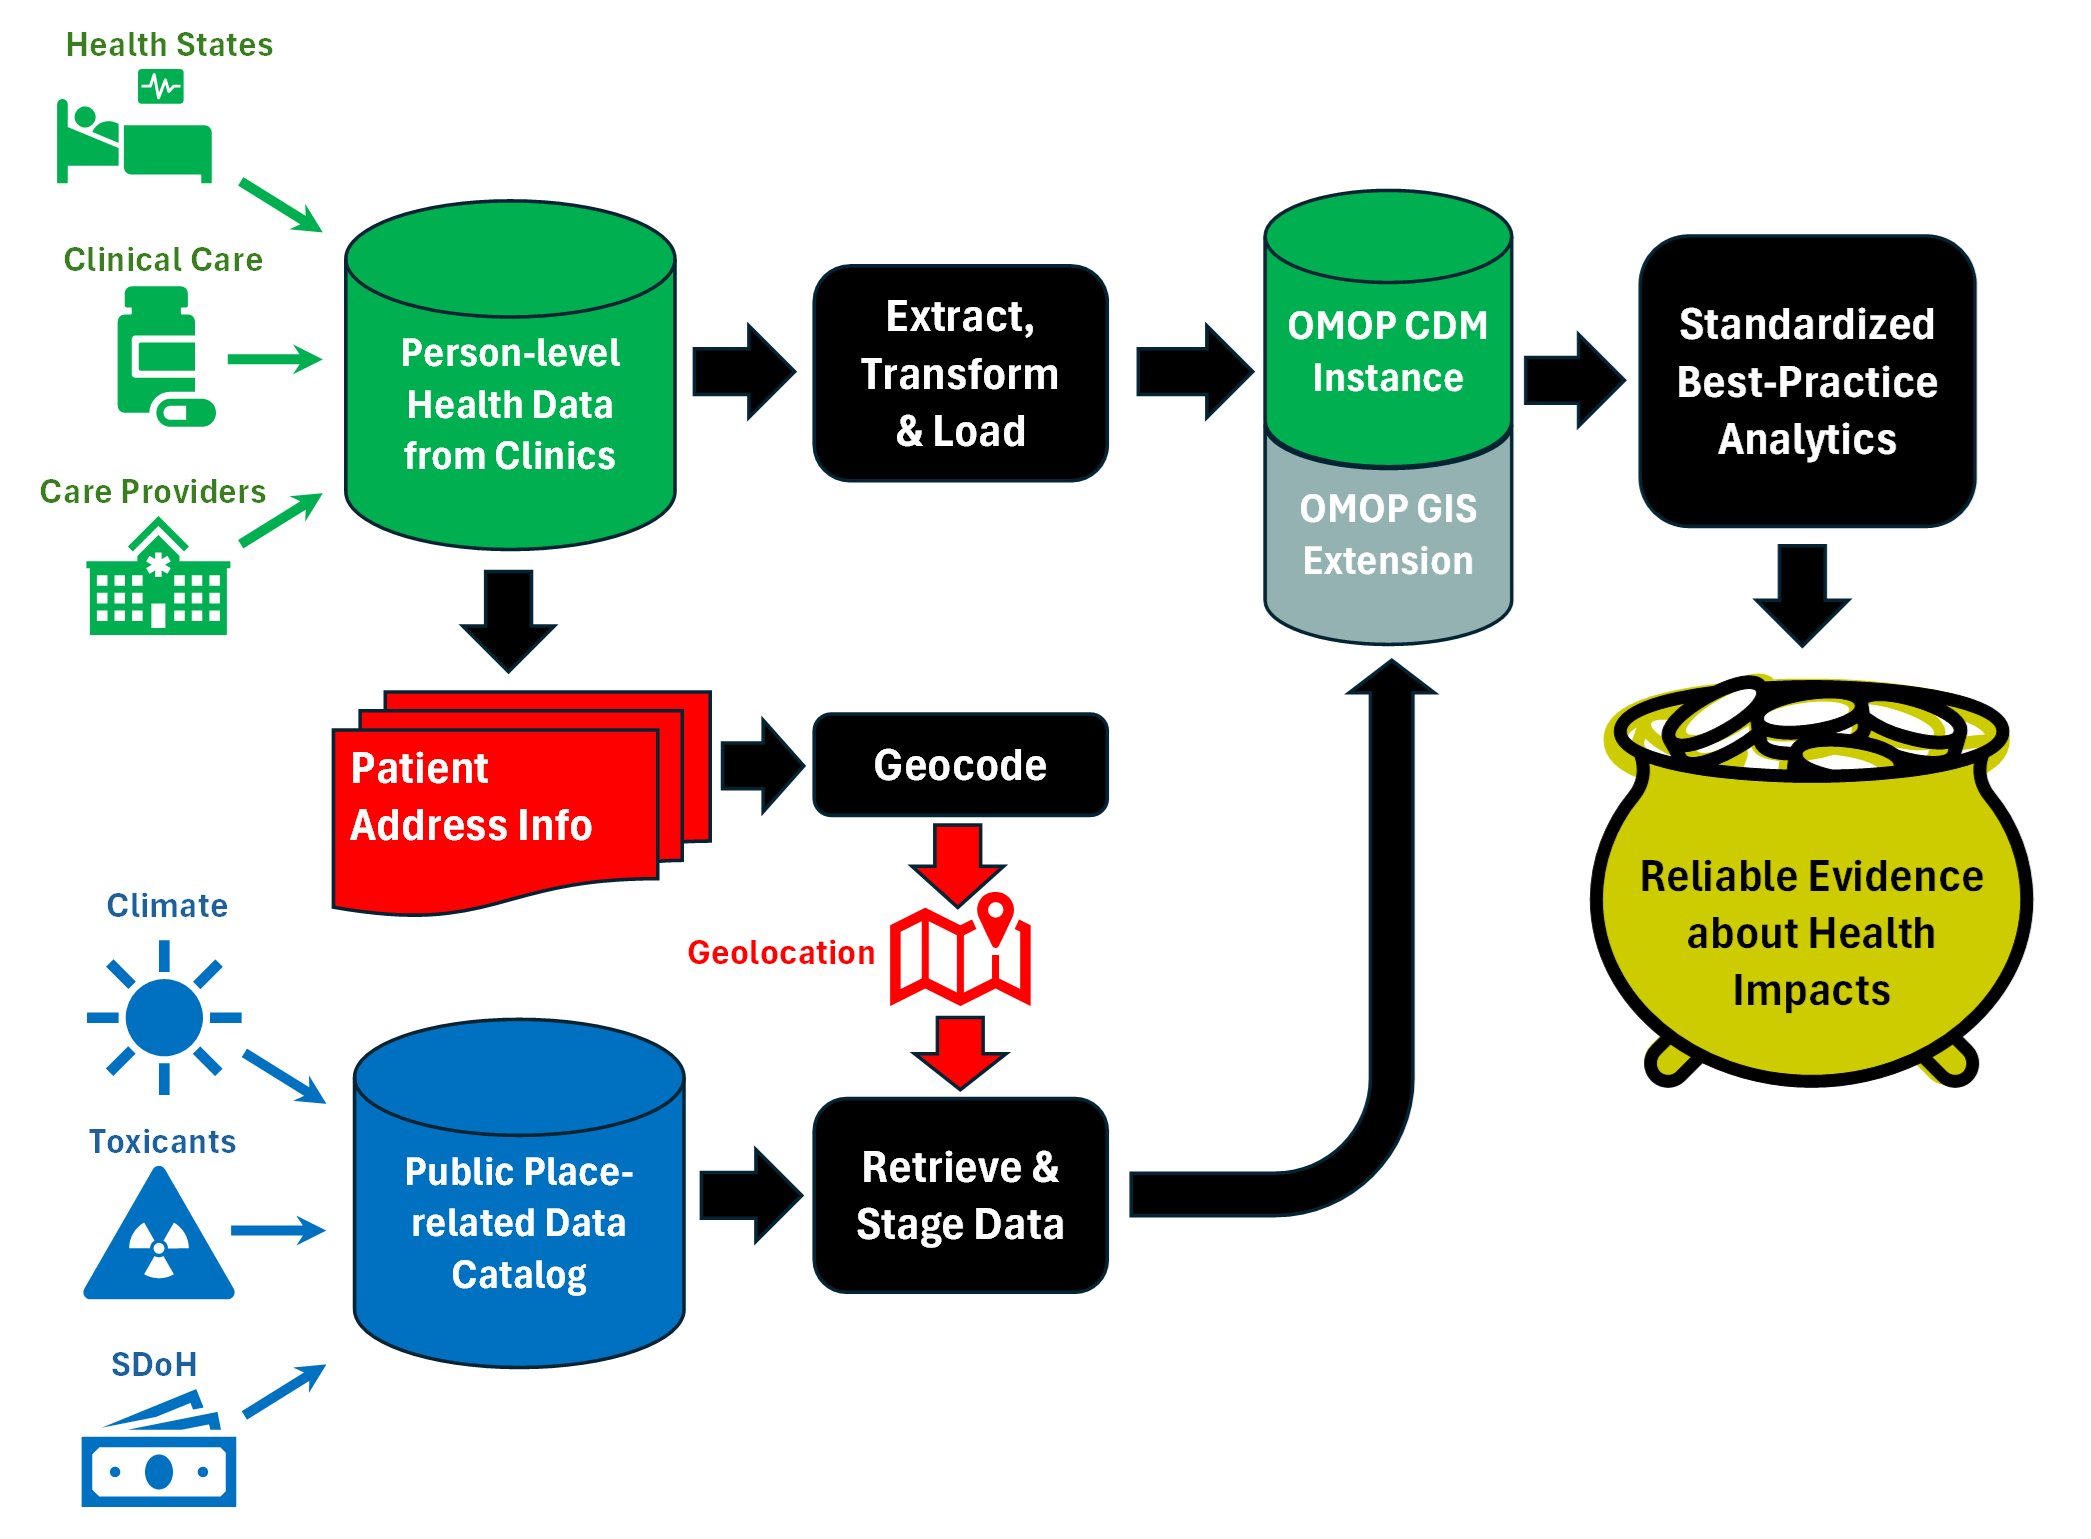 Health States
Clinical Care
Care Providers
Person-level
Health Data
from Clinics
Extract,
Transform
& Load
OMOP CDM
Instance
OMOP GIS
Extension
Standardized
Best-Practice
Analytics
Patient
Address Info
Geocode
Geolocation
Climate
Toxicants
SDoH
Public Place-
related Data
Catalog
Retrieve &
Stage Data
Reliable Evidence
about Health
Impacts